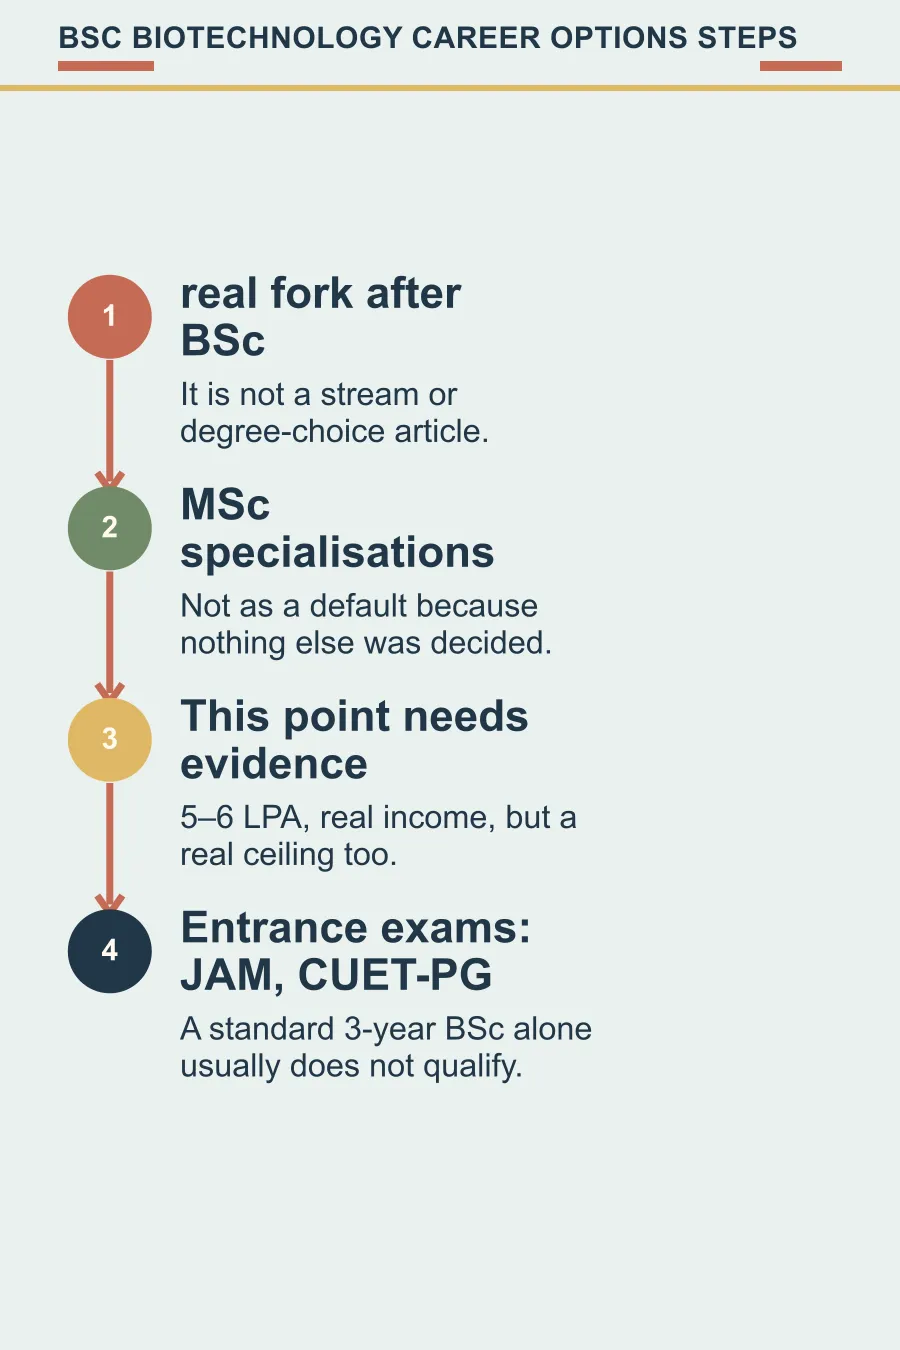 BSC BIOTECHNOLOGY CAREER OPTIONS STEPS
1
real fork after
BSc
It is not a stream or
degree-choice article.
2
MSc
specialisations
Not as a default because
nothing else was decided.
3
This point needs
evidence
5–6 LPA, real income, but a
real ceiling too.
4
Entrance exams:
JAM, CUET-PG
A standard 3-year BSc alone
usually does not qualify.